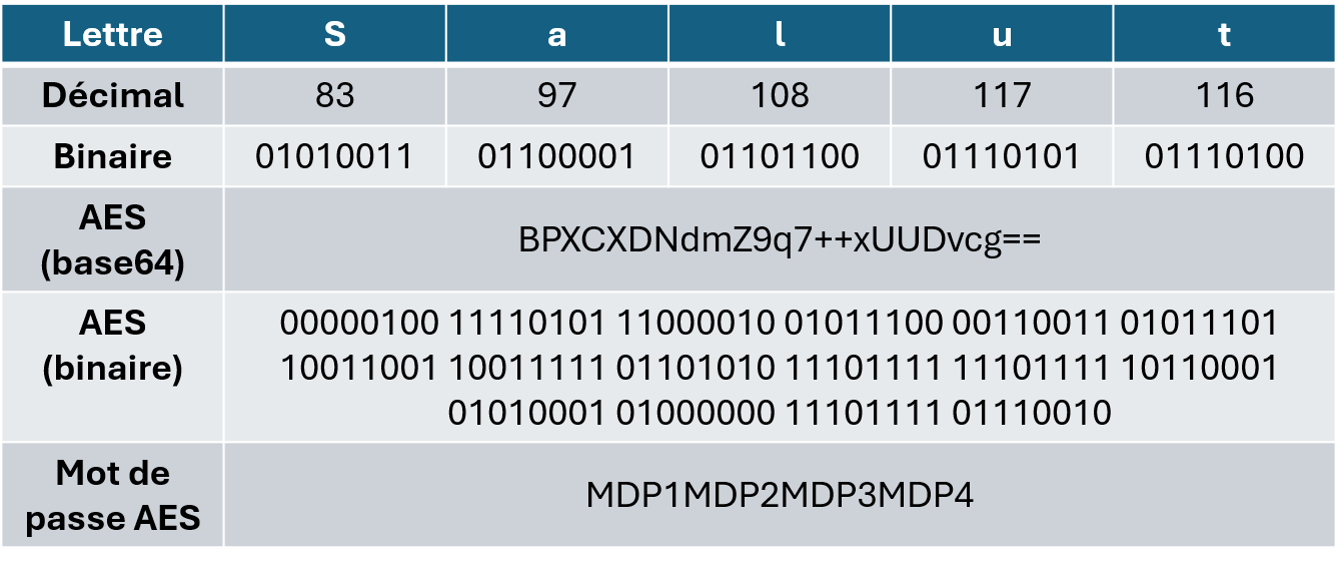 Lettre S a l u t
Décimal 83 97 108 117 116
Binaire 01010011 01100001 01101100 01110101 01110100
AES
(base64)
BPXCXDNdmZ9q7++xUUDvcg==
AES
(binaire)
00000100 11110101 11000010 01011100 00110011 01011101
10011001 10011111 01101010 11101111 11101111 10110001
01010001 01000000 11101111 01110010
Mot de
passe AES
MDP1MDP2MDP3MDP4